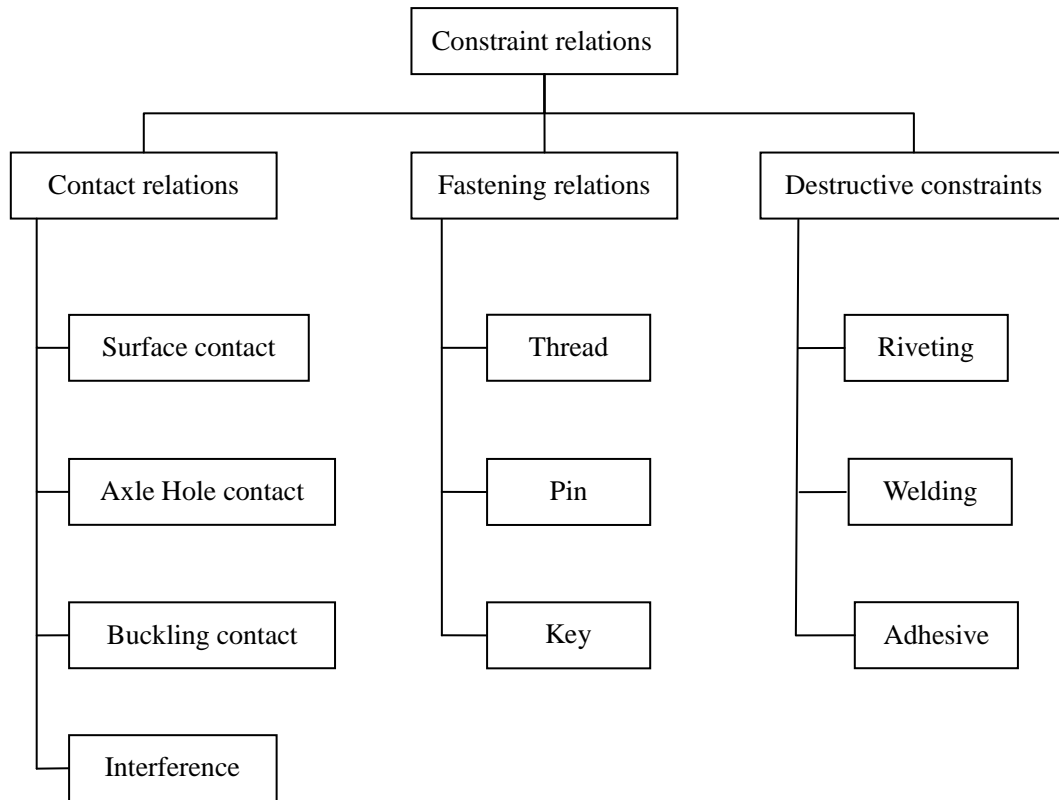 Constraint relations
Contact relations
Fastening relations
Destructive constraints
Surface contact
Thread
Riveting
Axle Hole contact
Pin
Welding
Buckling contact
Key
Adhesive
Interference